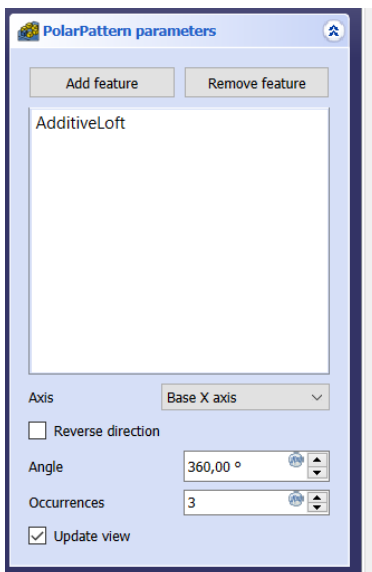 PolarPattern parameters
Add feature Remove feature
AdditiveLoft
Axis Base X axis
Reverse direction
Angle 360,00 °
Occurrences 3
Update view